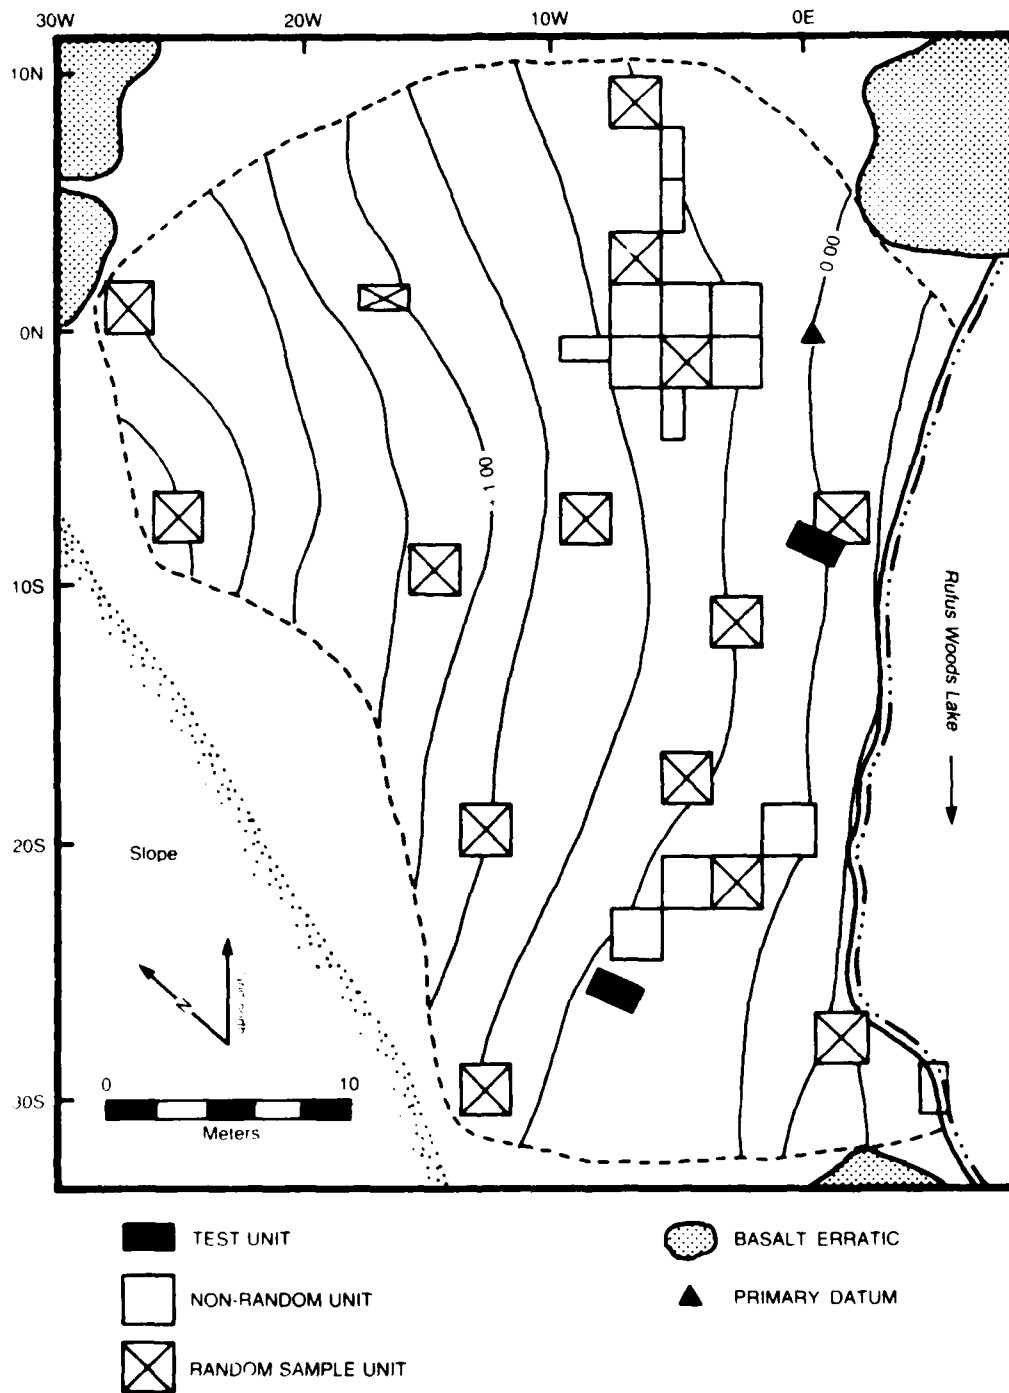 30W 20W 10W 0E
10N
0N
10S
20S
30S
0.00
1.00
Rufus Woods Lake
Slope
N
0 10
Meters
TEST UNIT
NON-RANDOM UNIT
RANDOM SAMPLE UNIT
BASALT ERRATIC
PRIMARY DATUM